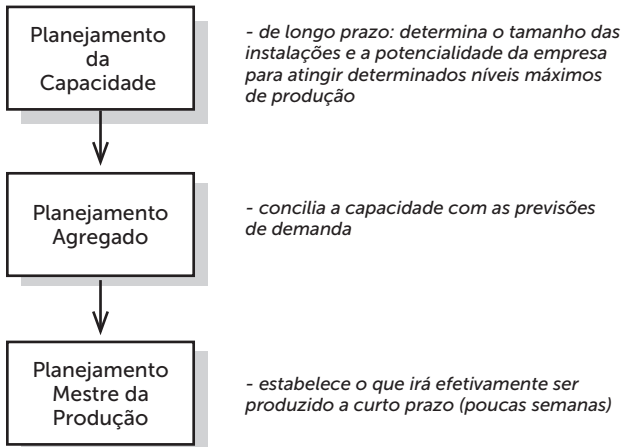 Planejamento
da
Capacidade
- de longo prazo: determina o tamanho das
instalações e a potencialidade da empresa
para atingir determinados níveis máximos
de produção
Planejamento
Agregado
- concilia a capacidade com as previsões
de demanda
Planejamento
Mestre da
Produção
- estabelece o que irá efetivamente ser
produzido a curto prazo (poucas semanas)